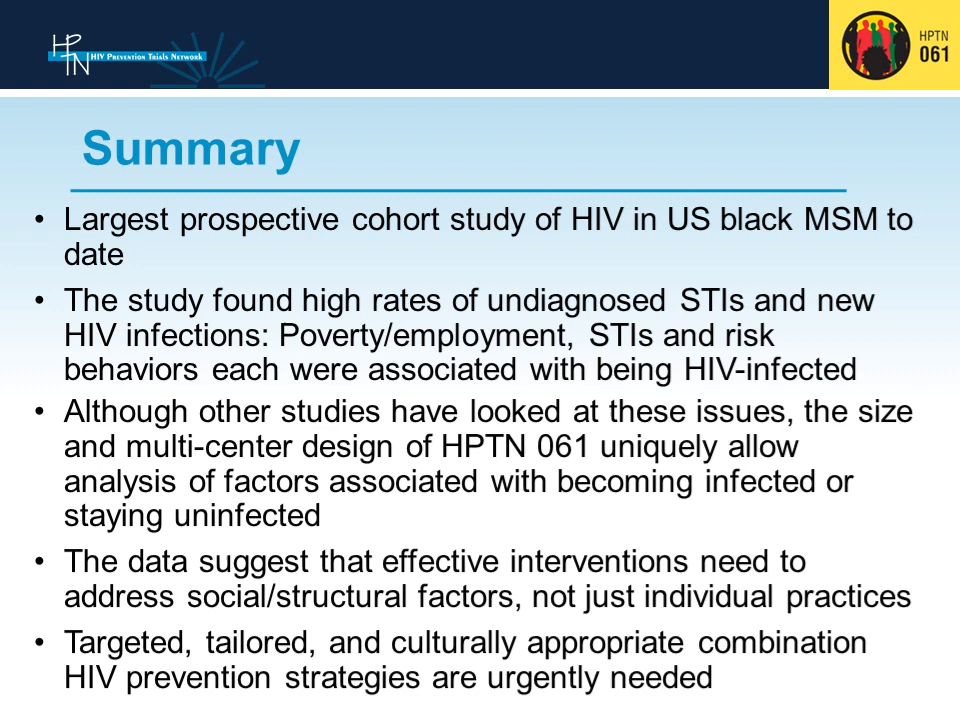 HPTN
HIV PREVENTION TRIALS NETWORK
HPTN
061
Summary
• Largest prospective cohort study of HIV in US black MSM to
date
• The study found high rates of undiagnosed STIs and new
HIV infections: Poverty/employment, STIs and risk
behaviors each were associated with being HIV-infected
• Although other studies have looked at these issues, the size
and multi-center design of HPTN 061 uniquely allow
analysis of factors associated with becoming infected or
staying uninfected
• The data suggest that effective interventions need to
address social/structural factors, not just individual practices
• Targeted, tailored, and culturally appropriate combination
HIV prevention strategies are urgently needed